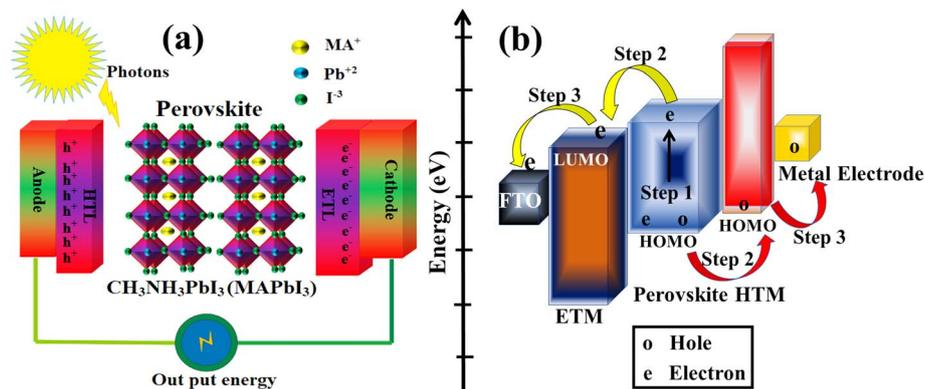 (a)
MA⁺
Pb⁺²
I⁻³
Photons
Perovskite
Anode
HTL
h⁺
h⁺
h⁺
h⁺
h⁺
h⁺
h⁺
h⁺
ETL
e⁻
e⁻
e⁻
e⁻
e⁻
e⁻
e⁻
e⁻
e⁻
Cathode
CH₃NH₃PbI₃ (MAPbI₃)
Out put energy
Energy (eV)
(b)
Step 3
Step 2
e
e
e
FTO
LUMO
Step 1
e o
HOMO
ETM
o
HOMO
o
Metal Electrode
Step 2
Step 3
Perovskite HTM
o Hole
e Electron